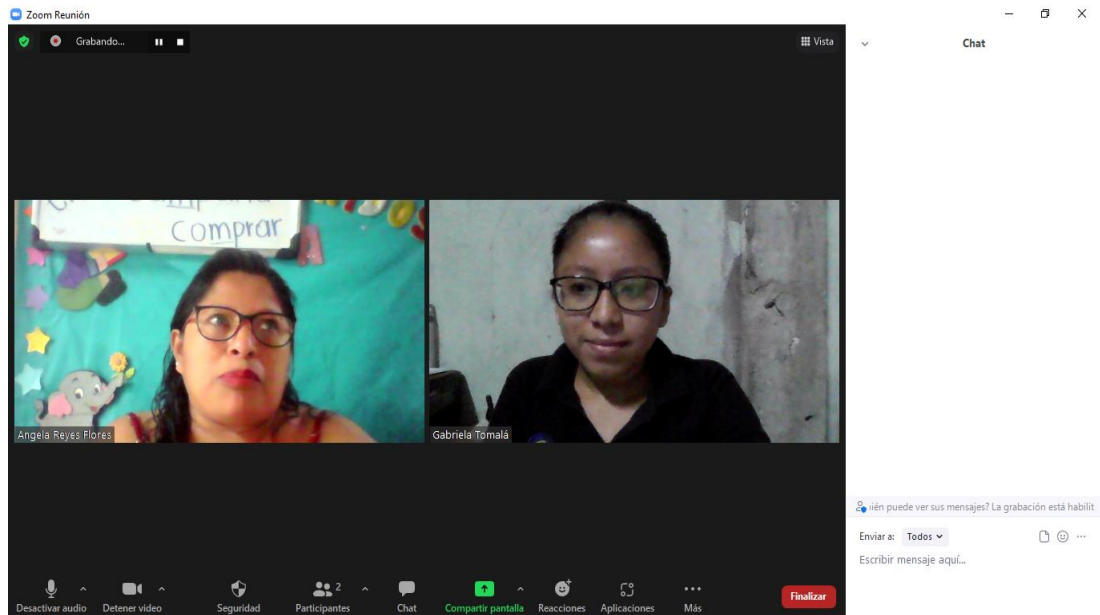 Zoom Reunión
Grabando...
Vista
Chat
comprar
Angela Reyes Flores
Gabriela Tomalá
ién puede ver sus mensajes? La grabación está habilit
Enviar a: Todos
Escribir mensaje aquí...
Desactivar audio
Detener video
Seguridad
2
Participantes
Chat
Compartir pantalla
Reacciones
Aplicaciones
Más
Finalizar